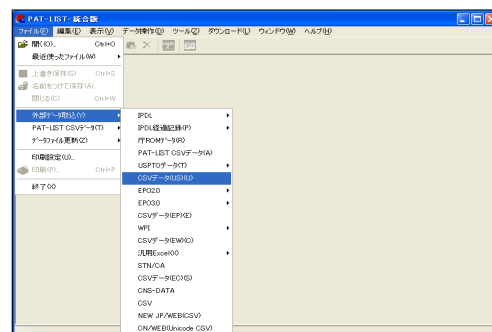 PAT-LIST-統合版
ファイル(F) 編集(E) 表示(V) データ操作(D) ツール(Z) ダウンロード(L) ウィンドウ(W) ヘルプ(H)
開く(O)... Ctrl+O
最近使ったファイル(W)
上書き保存(S) Ctrl+S
名前をつけて保存(A)...
閉じる(C) Ctrl+W
外部データ取込(Y)
PAT-LIST CSVデータ(T)
データファイル更新(Z)
印刷設定(U)...
印刷(P)... Ctrl+P
終了(X)
IPDL
IPDL経過記録(P)
庁ROMデータ(R)
PAT-LIST CSVデータ(A)
USPTOデータ(T)
CSVデータ(US)(U)
EPO2.0
EPO3.0
CSVデータ(EP)(E)
WPI
CSVデータ(EW)(C)
汎用Excel(X)
STN/CA
CSVデータ(EC)(S)
CNS-DATA
CSV
NEW JP/WEB(CSV)
CN/WEB(Unicode CSV)